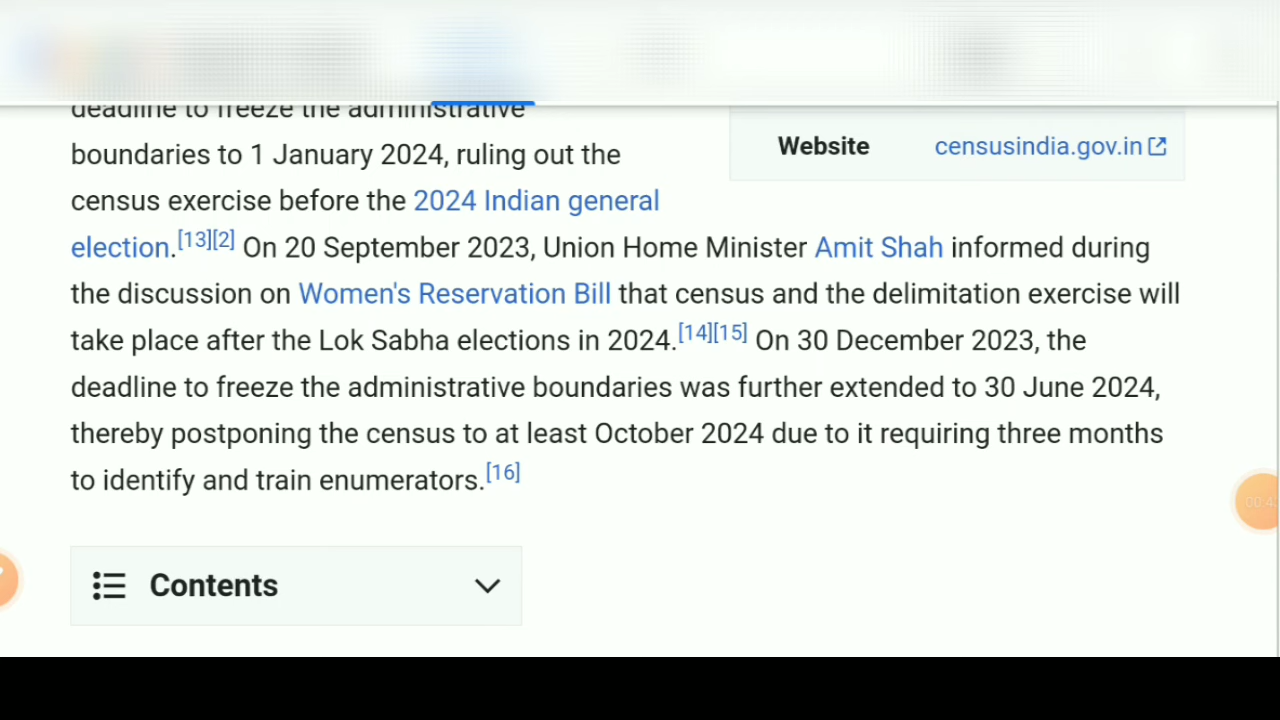 deadline to freeze the administrative
boundaries to 1 January 2024, ruling out the
census exercise before the 2024 Indian general
election.[13][2] On 20 September 2023, Union Home Minister Amit Shah informed during
the discussion on Women's Reservation Bill that census and the delimitation exercise will
take place after the Lok Sabha elections in 2024.[14][15] On 30 December 2023, the
deadline to freeze the administrative boundaries was further extended to 30 June 2024,
thereby postponing the census to at least October 2024 due to it requiring three months
to identify and train enumerators.[16]
Website censusindia.gov.in
Contents